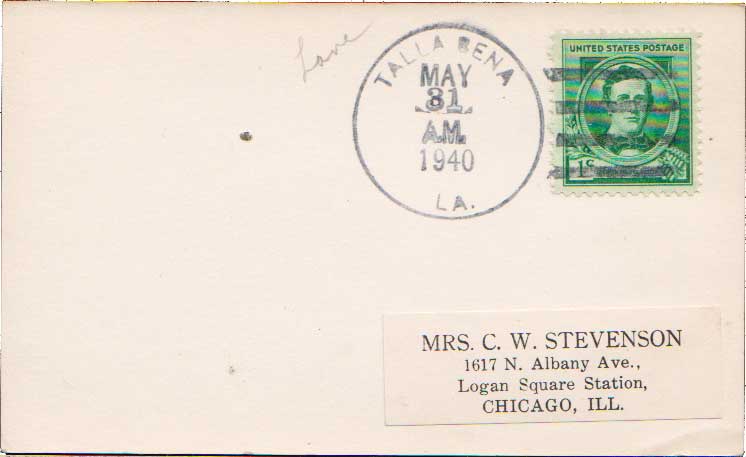 Love
TALLA BENA
MAY
31
A.M.
1940
LA.
UNITED STATES POSTAGE
1¢
MRS. C. W. STEVENSON
1617 N. Albany Ave.,
Logan Square Station,
CHICAGO, ILL.